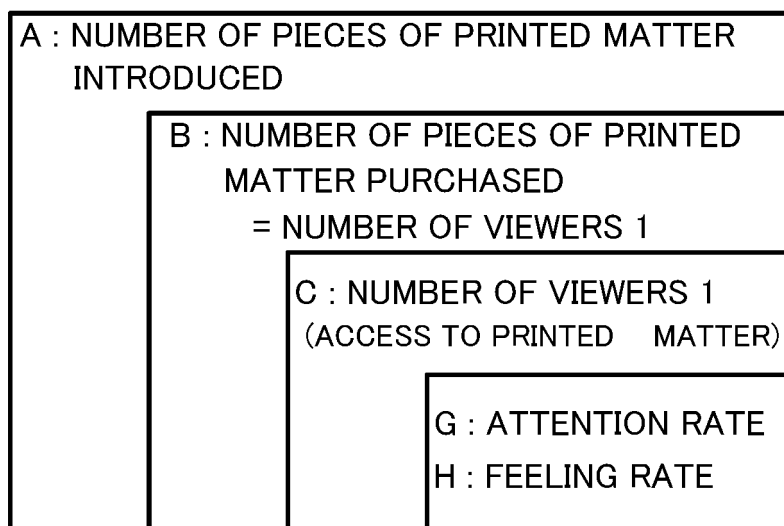 A : NUMBER OF PIECES OF PRINTED MATTER
INTRODUCED
B : NUMBER OF PIECES OF PRINTED
MATTER PURCHASED
= NUMBER OF VIEWERS 1
C : NUMBER OF VIEWERS 1
(ACCESS TO PRINTED MATTER)
G : ATTENTION RATE
H : FEELING RATE